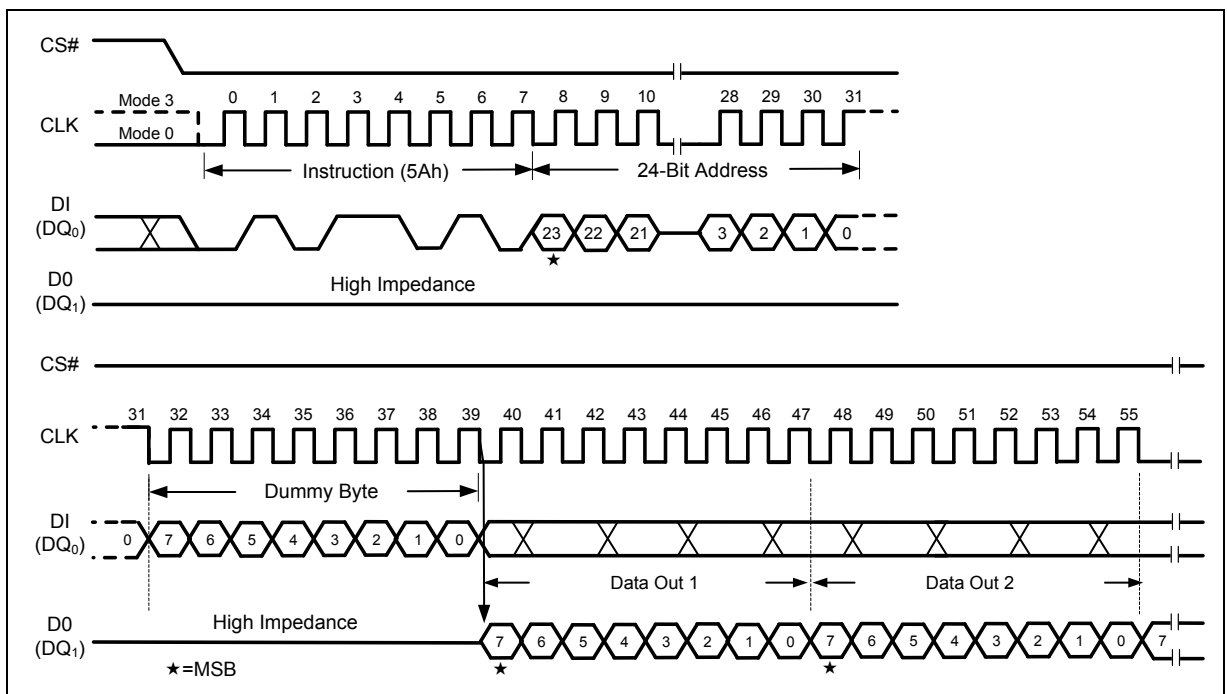 CS#
Mode 3
CLK
Mode 0
0 1 2 3 4 5 6 7 8 9 10 28 29 30 31
Instruction (5Ah)
24-Bit Address
DI
(DQ0)
23 22 21 3 2 1 0
★
D0
(DQ1)
High Impedance
CS#
31 32 33 34 35 36 37 38 39 40 41 42 43 44 45 46 47 48 49 50 51 52 53 54 55
CLK
Dummy Byte
DI
(DQ0)
0 7 6 5 4 3 2 1 0
Data Out 1
Data Out 2
D0
(DQ1)
High Impedance
7 6 5 4 3 2 1 0 7 6 5 4 3 2 1 0 7
★ ★
★=MSB